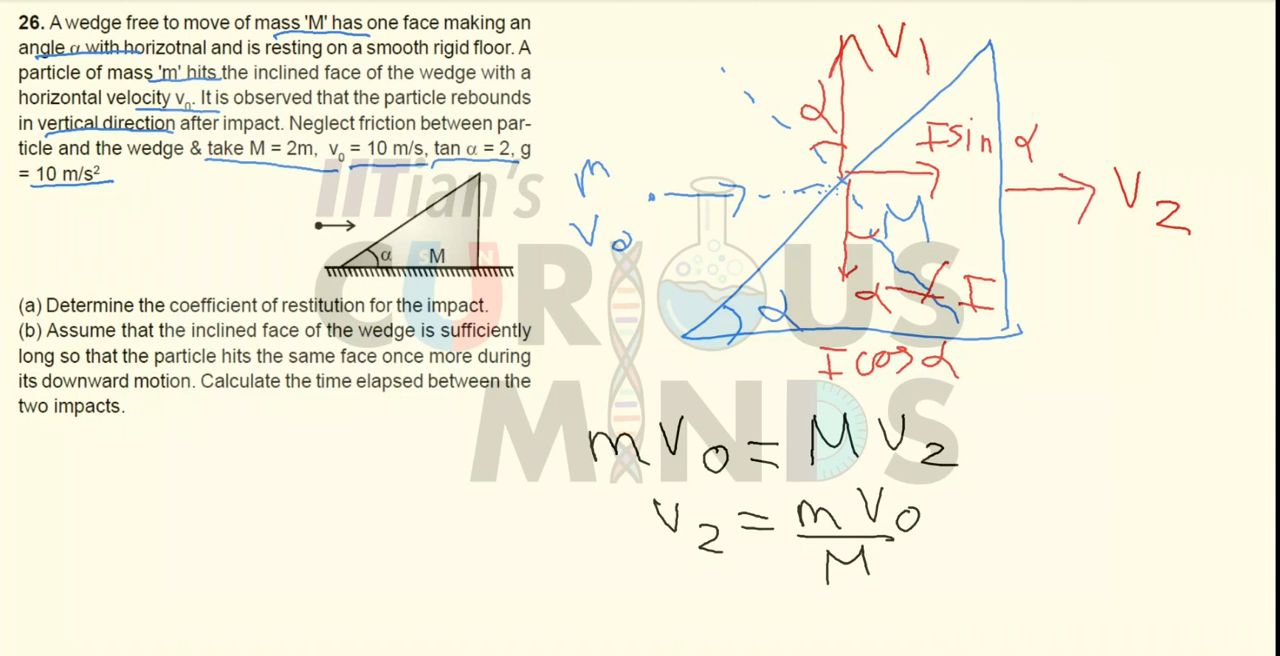 26. A wedge free to move of mass 'M' has one face making an
angle α with horizotnal and is resting on a smooth rigid floor. A
particle of mass 'm' hits the inclined face of the wedge with a
horizontal velocity v₀. It is observed that the particle rebounds
in vertical direction after impact. Neglect friction between par-
ticle and the wedge & take M = 2m, v₀ = 10 m/s, tan α = 2, g
= 10 m/s²
α M
(a) Determine the coefficient of restitution for the impact.
(b) Assume that the inclined face of the wedge is sufficiently
long so that the particle hits the same face once more during
its downward motion. Calculate the time elapsed between the
two impacts.
IITian's
CURIOUS
MINDS
V₁
α
I sin α
m
V₀
V₂
M
α
I
α
I cos α
m V₀ = M V₂
V₂ = m V₀
M